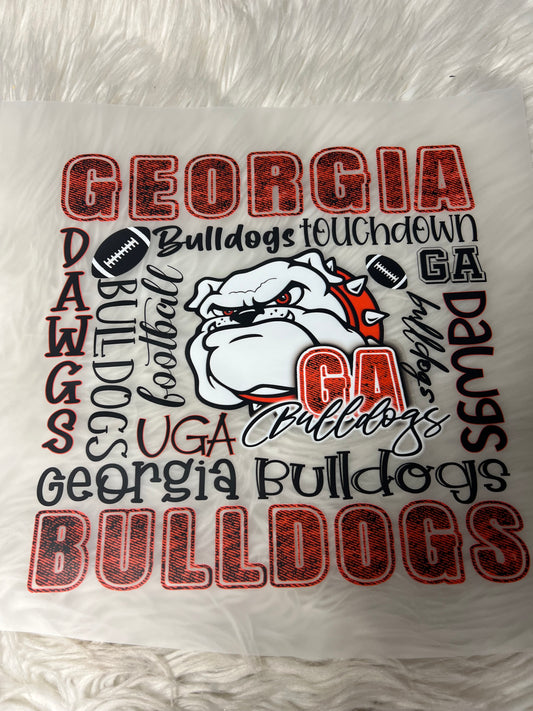 GEORGIA
DAWGS
Bulldogs
touchdown
GA
BULLDOGS
football
bulldogs
DAWGS
GA
Bulldogs
UGA
Georgia Bulldogs
BULLDOGS